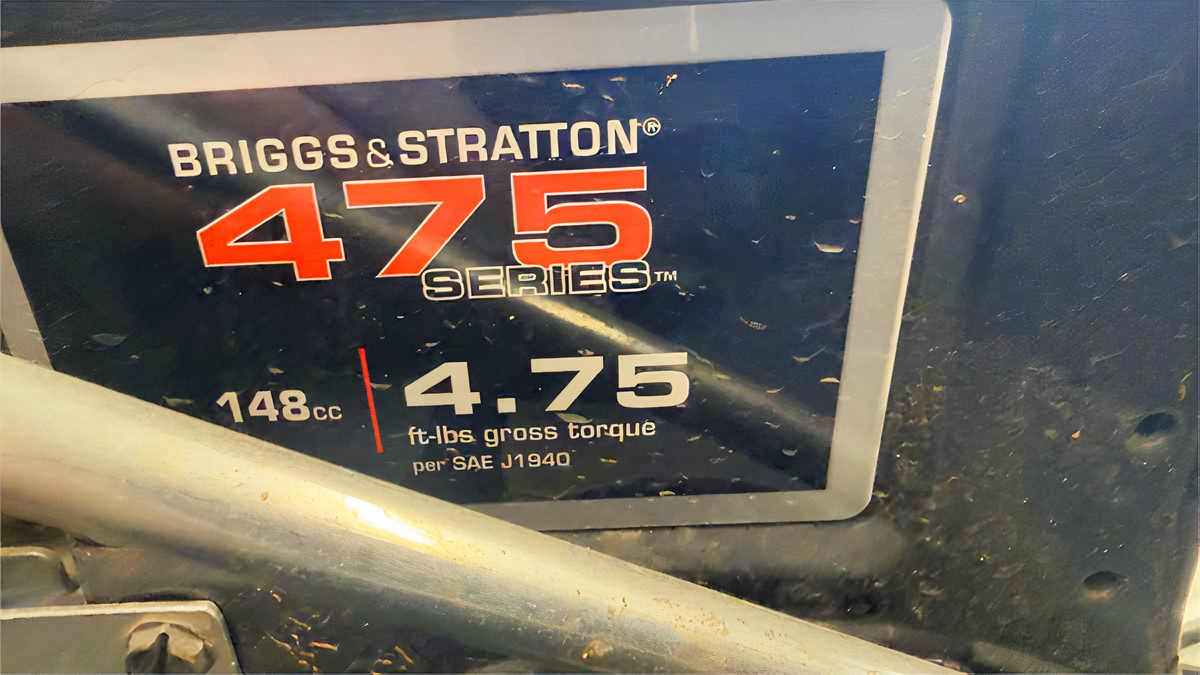 BRIGGS & STRATTON®
475
SERIES™
148cc
4.75
ft-lbs gross torque
per SAE J1940